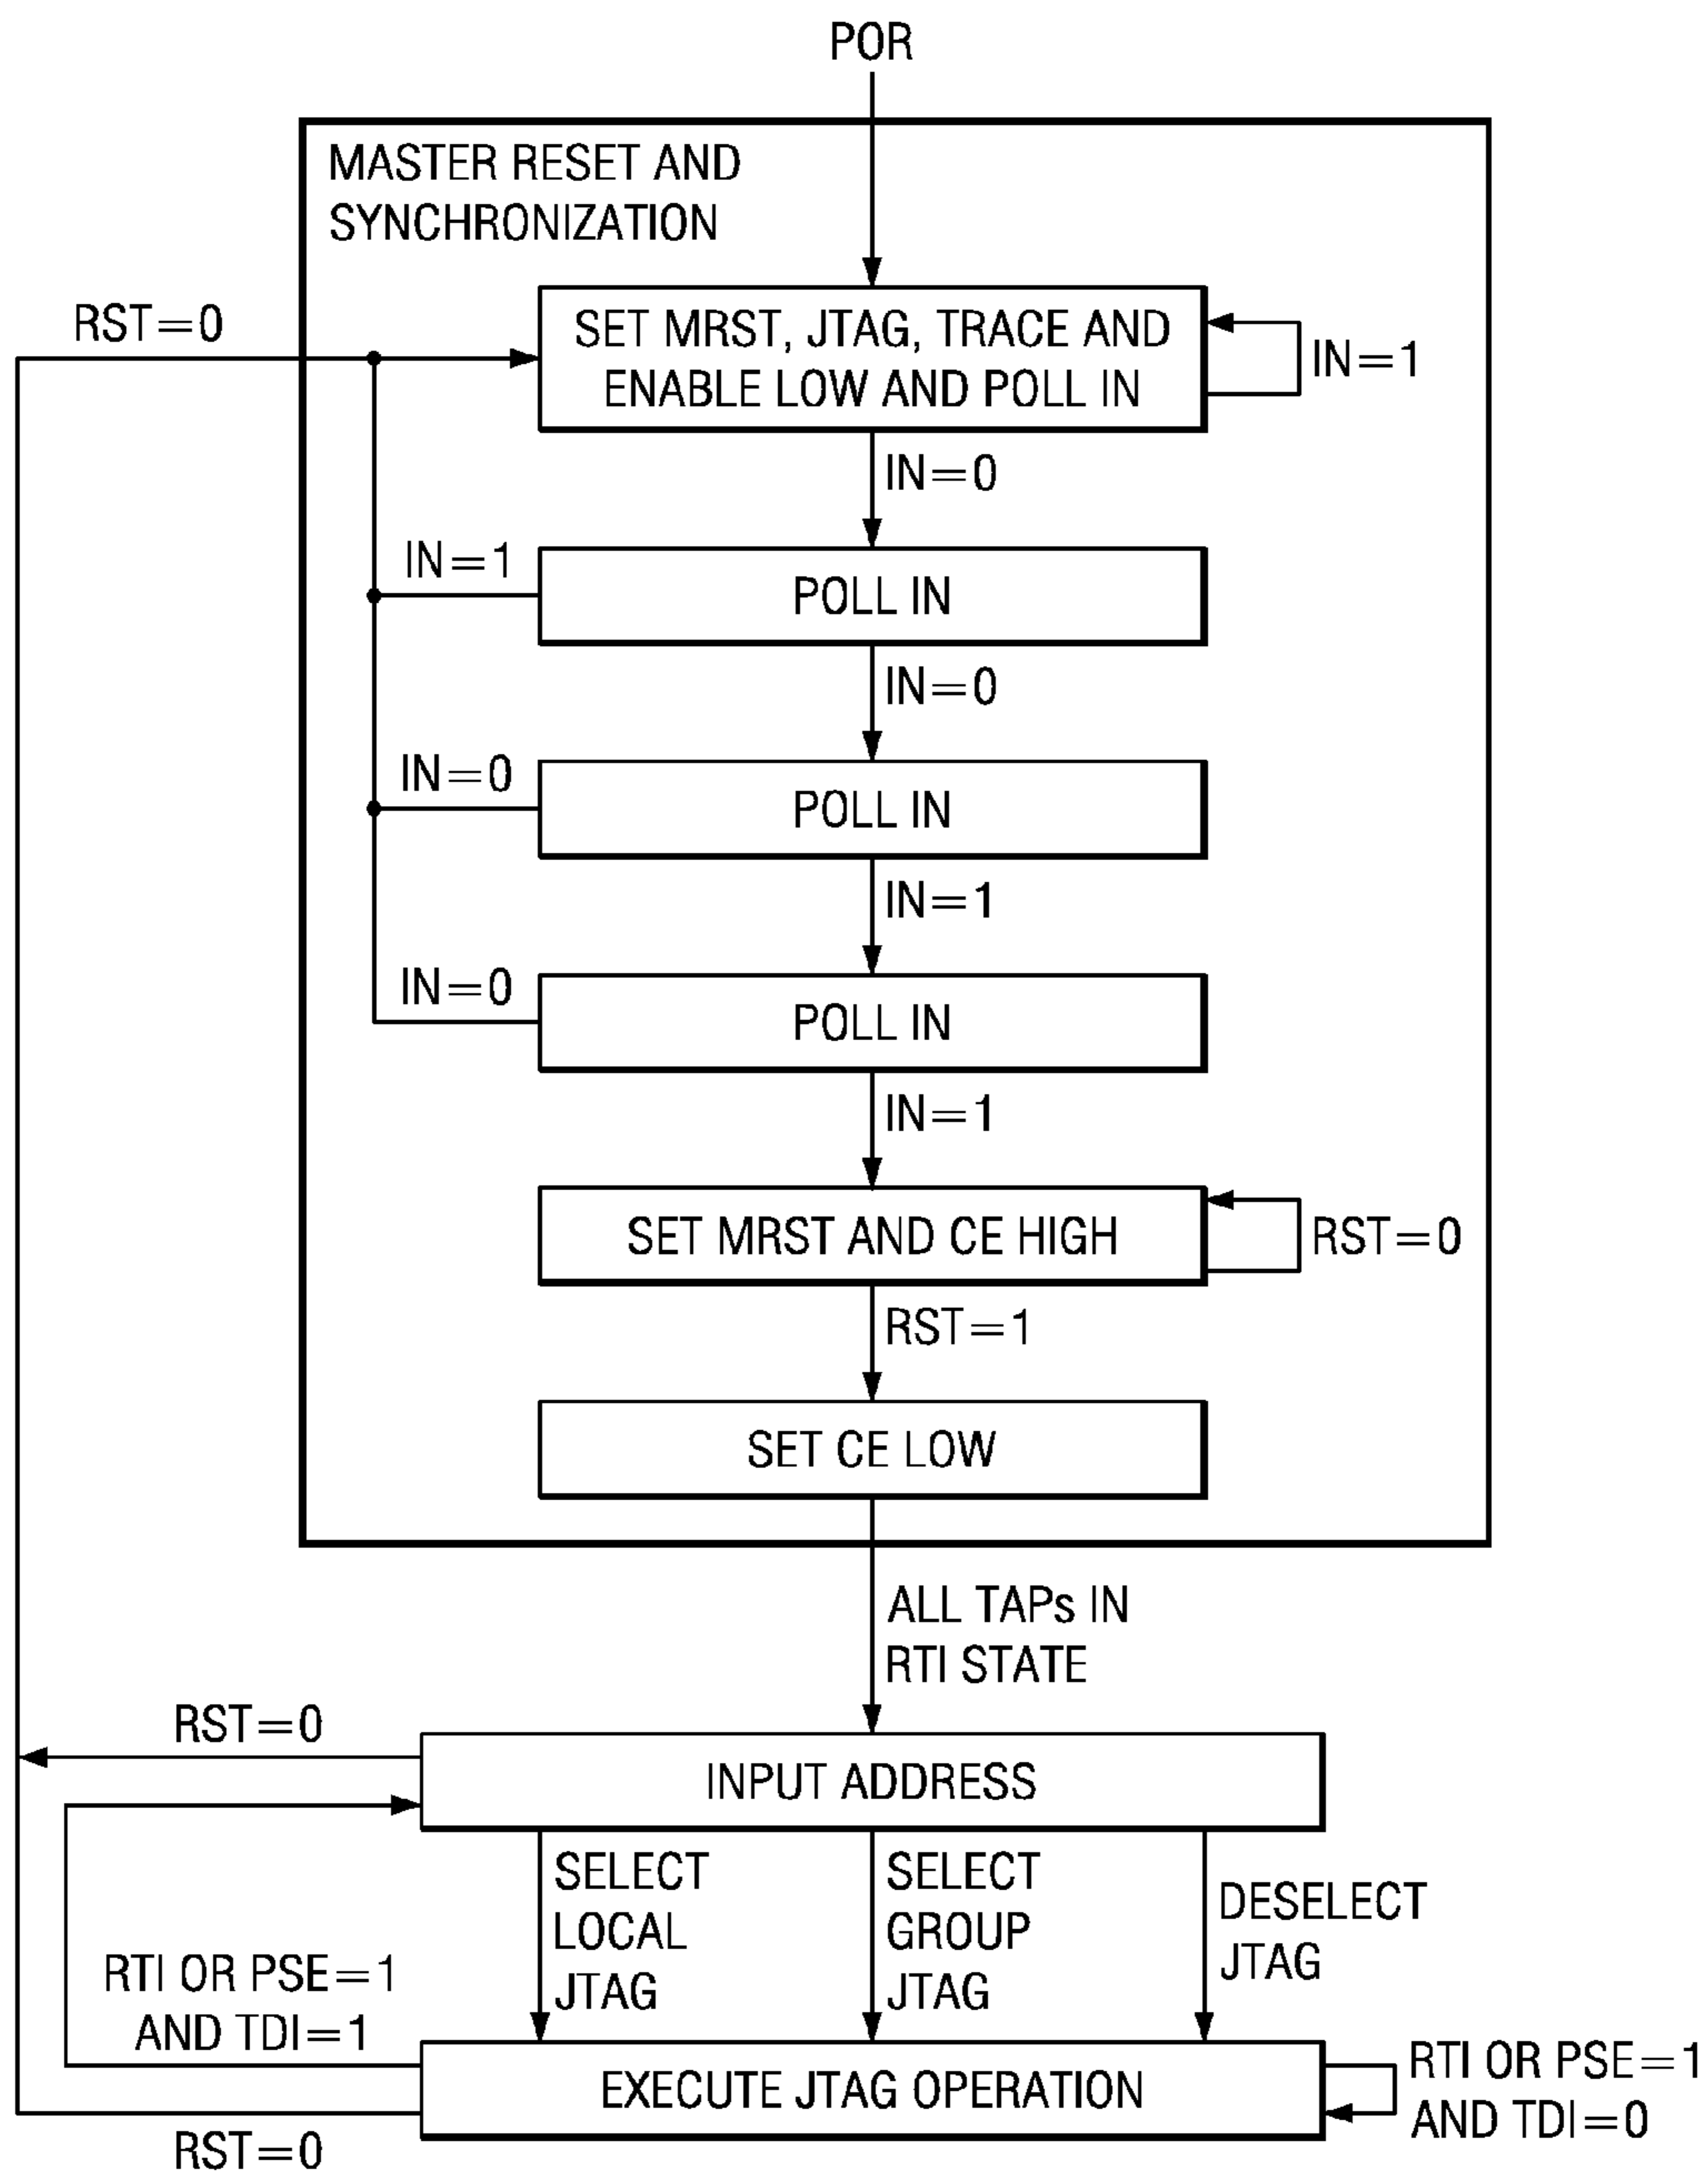 POR
MASTER RESET AND
SYNCHRONIZATION
RST=0
SET MRST, JTAG, TRACE AND
ENABLE LOW AND POLL IN
IN=1
IN=0
IN=1
POLL IN
IN=0
IN=0
POLL IN
IN=1
IN=0
POLL IN
IN=1
SET MRST AND CE HIGH
RST=0
RST=1
SET CE LOW
ALL TAPs IN
RTI STATE
RST=0
INPUT ADDRESS
SELECT
LOCAL
JTAG
SELECT
GROUP
JTAG
DESELECT
JTAG
RTI OR PSE=1
AND TDI=1
EXECUTE JTAG OPERATION
RTI OR PSE=1
AND TDI=0
RST=0